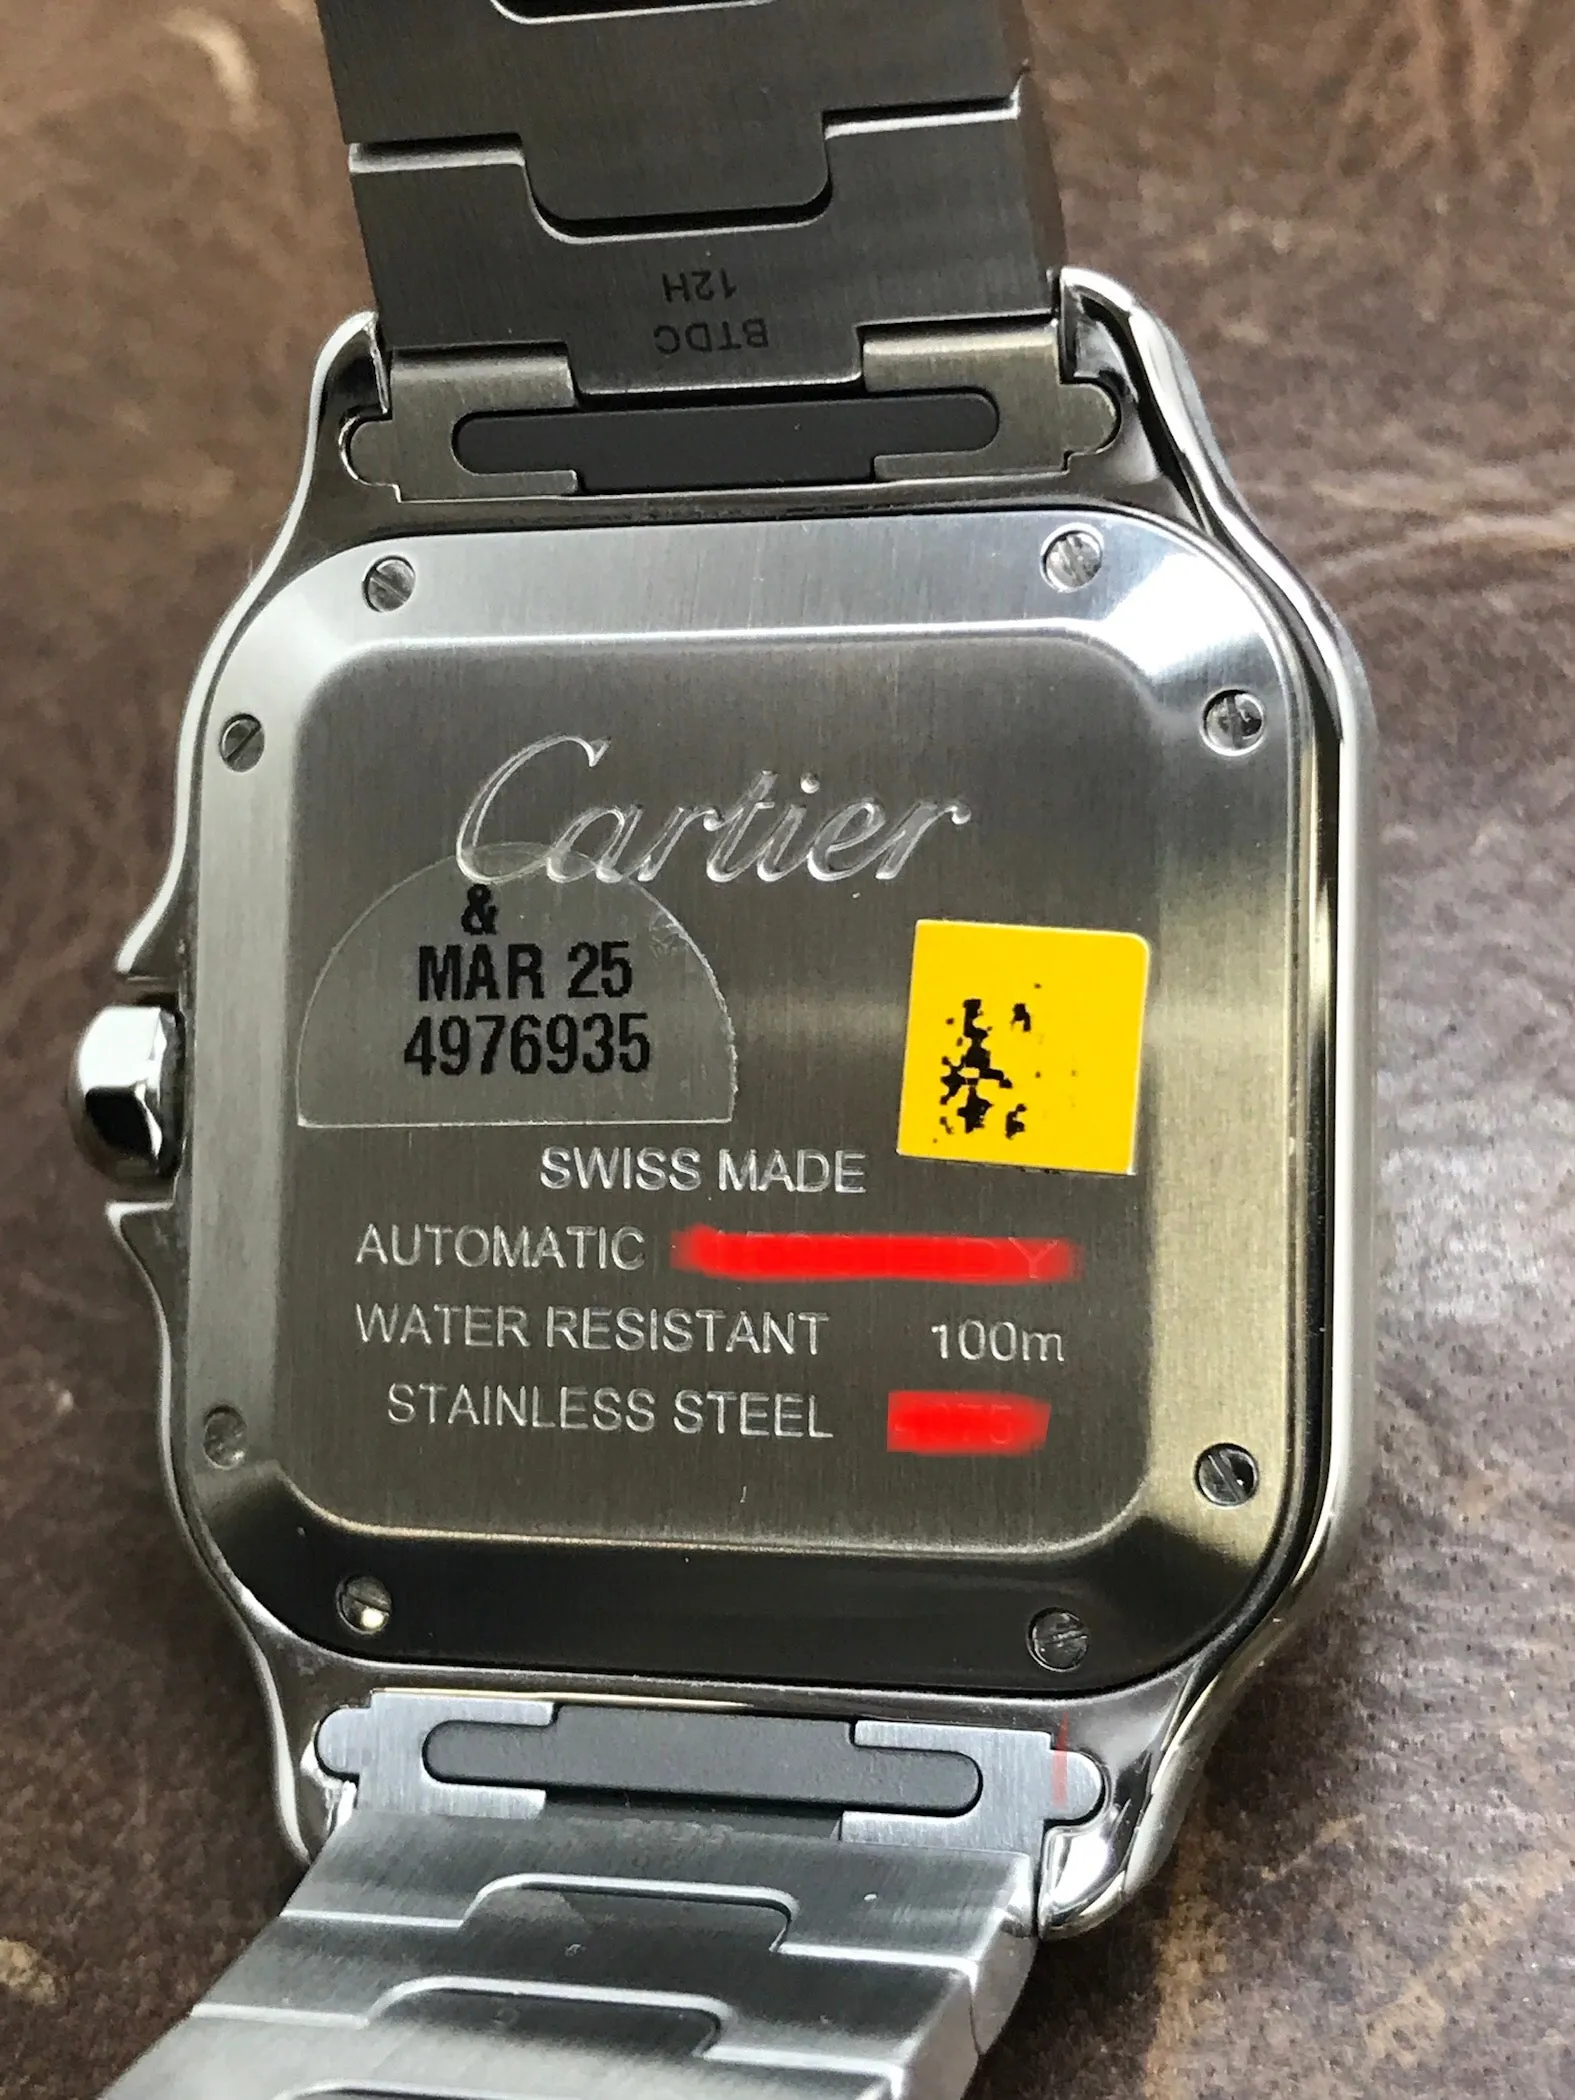 12H
BTDC
Cartier
&
MAR 25
4976935
SWISS MADE
AUTOMATIC
WATER RESISTANT 100m
STAINLESS STEEL